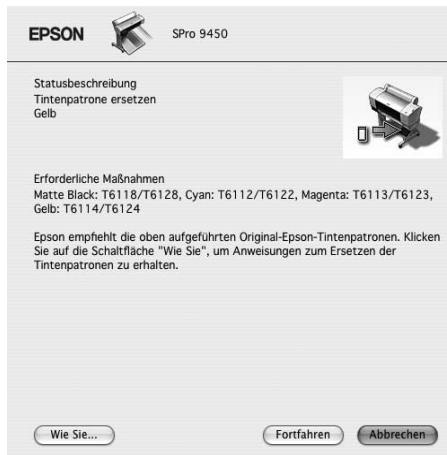 EPSON SPro 9450
Statusbeschreibung
Tintenpatrone ersetzen
Gelb
Erforderliche Maßnahmen
Matte Black: T6118/T6128, Cyan: T6112/T6122, Magenta: T6113/T6123,
Gelb: T6114/T6124
Epson empfiehlt die oben aufgeführten Original-Epson-Tintenpatronen. Klicken
Sie auf die Schaltfläche "Wie Sie", um Anweisungen zum Ersetzen der
Tintenpatronen zu erhalten.
Wie Sie... Fortfahren Abbrechen